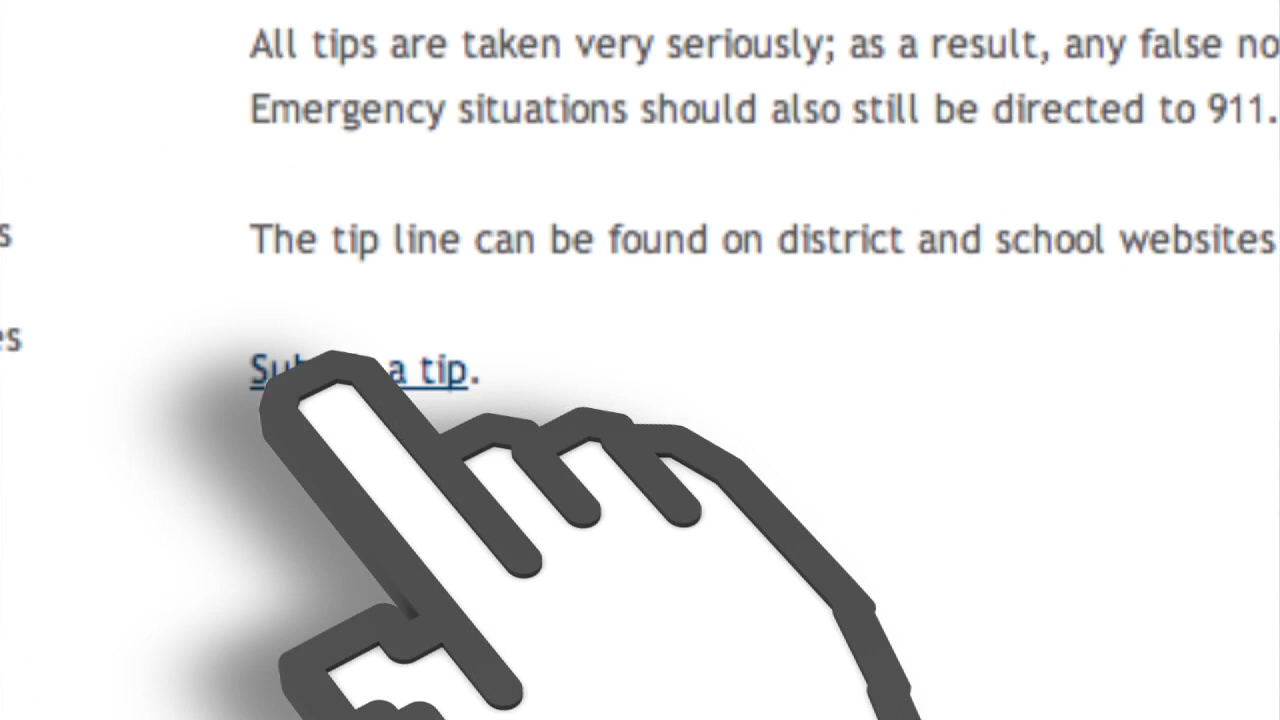 All tips are taken very seriously; as a result, any false no
Emergency situations should also still be directed to 911.
s
The tip line can be found on district and school websites
es
a tip.